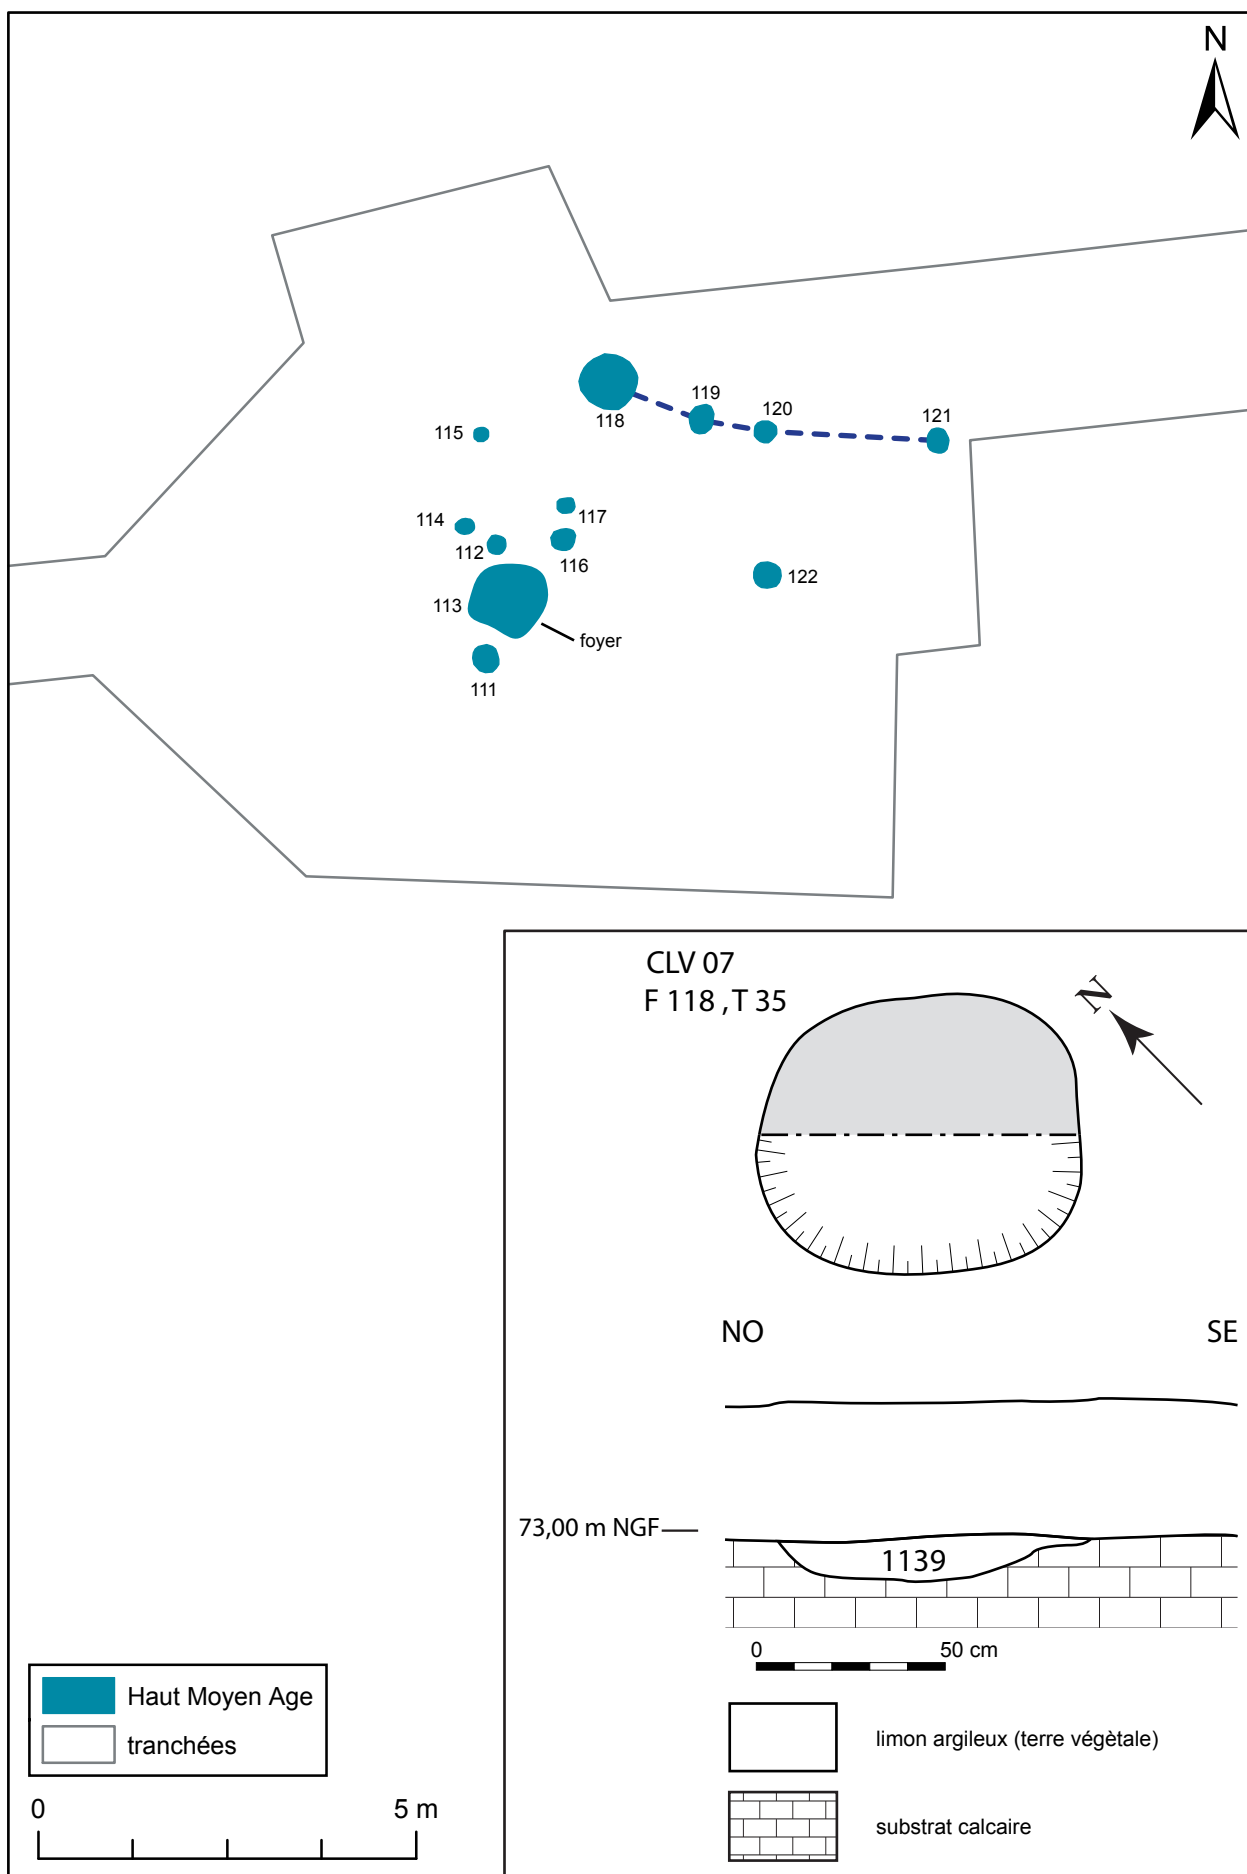 N
118
119
120
121
115
114
117
112
116
122
113
foyer
111
CLV 07
F 118 , T 35
N
NO
SE
73,00 m NGF
1139
0
50 cm
limon argileux (terre végètale)
substrat calcaire
Haut Moyen Age
tranchées
0
5 m